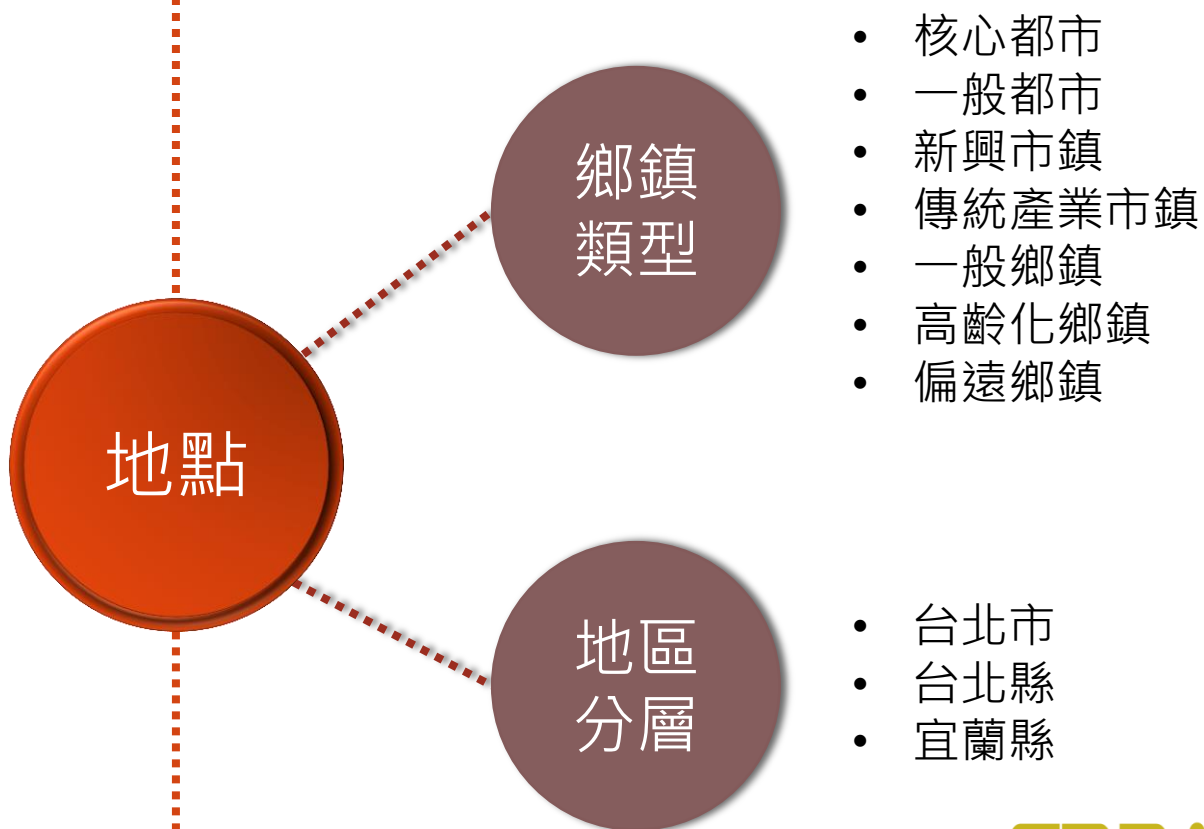 地點
鄉鎮
類型
• 核心都市
• 一般都市
• 新興市鎮
• 傳統產業市鎮
• 一般鄉鎮
• 高齡化鄉鎮
• 偏遠鄉鎮
地區
分層
• 台北市
• 台北縣
• 宜蘭縣